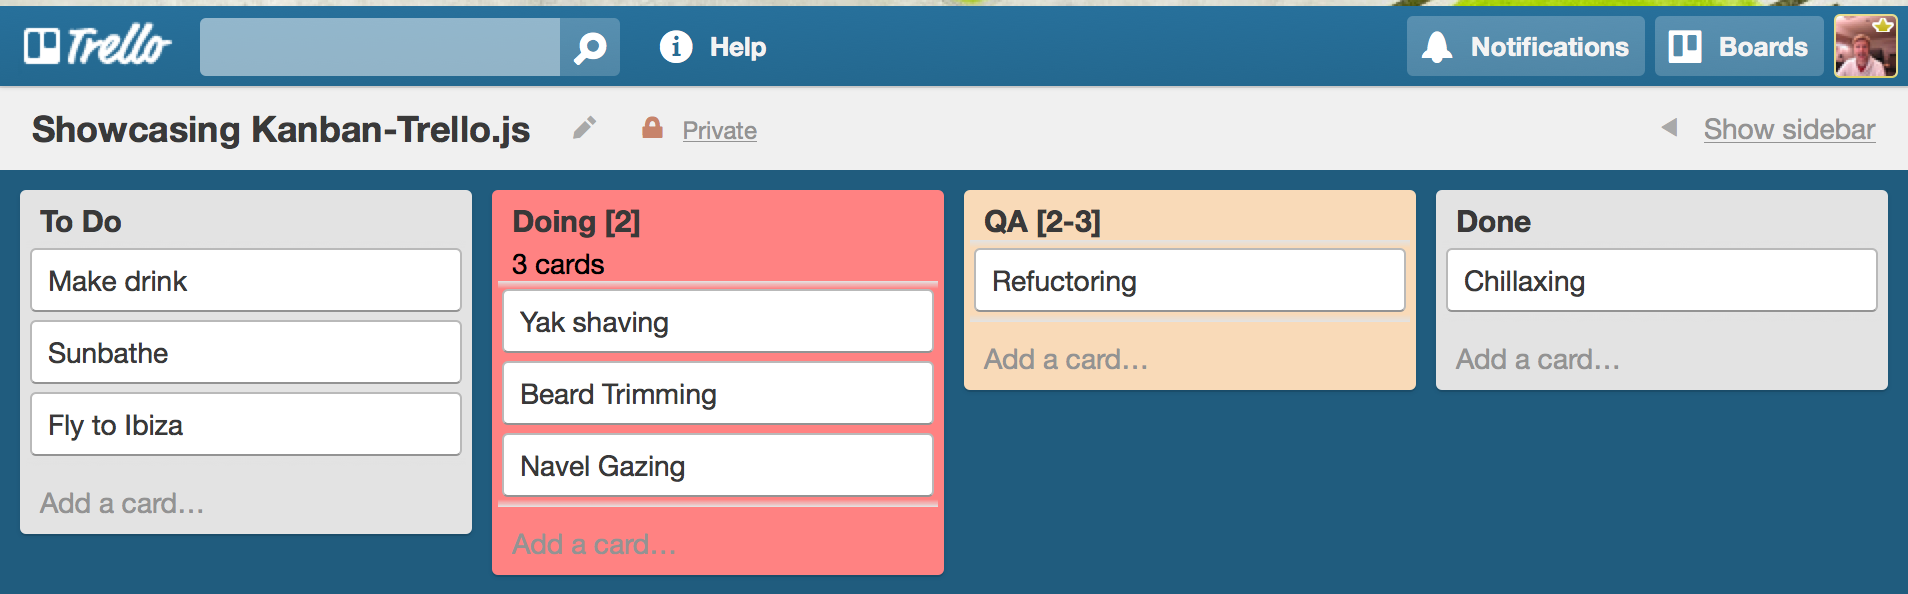 Trello
Help
Notifications
Boards
Showcasing Kanban-Trello.js
Private
Show sidebar
To Do
Make drink
Sunbathe
Fly to Ibiza
Add a card...
Doing [2]
3 cards
Yak shaving
Beard Trimming
Navel Gazing
Add a card...
QA [2-3]
Refuctoring
Add a card...
Done
Chillaxing
Add a card...